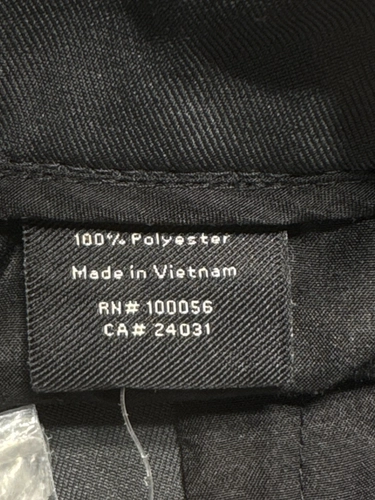 100% Polyester
Made in Vietnam
RN# 100056
CA# 24031